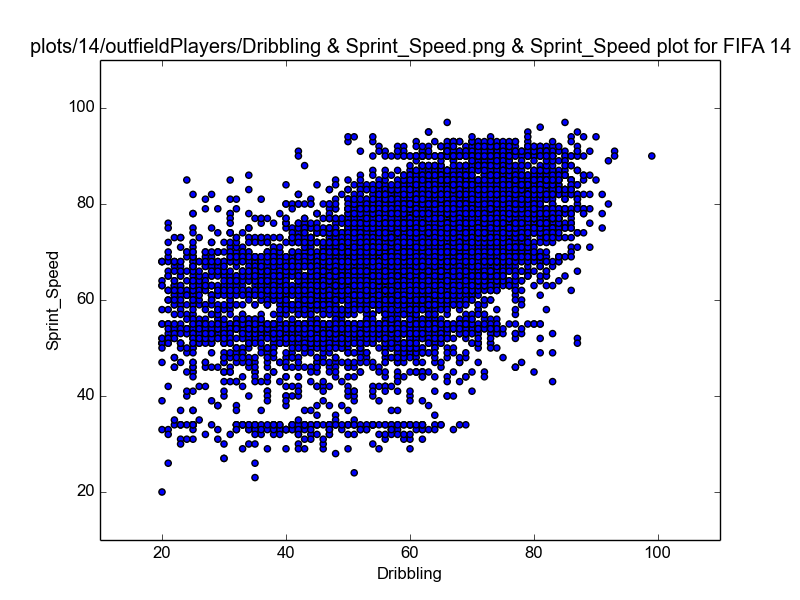 plots/14/outfieldPlayers/Dribbling & Sprint_Speed.png & Sprint_Speed plot for FIFA 14
100
80
60
40
20
Sprint_Speed
20 40 60 80 100
Dribbling